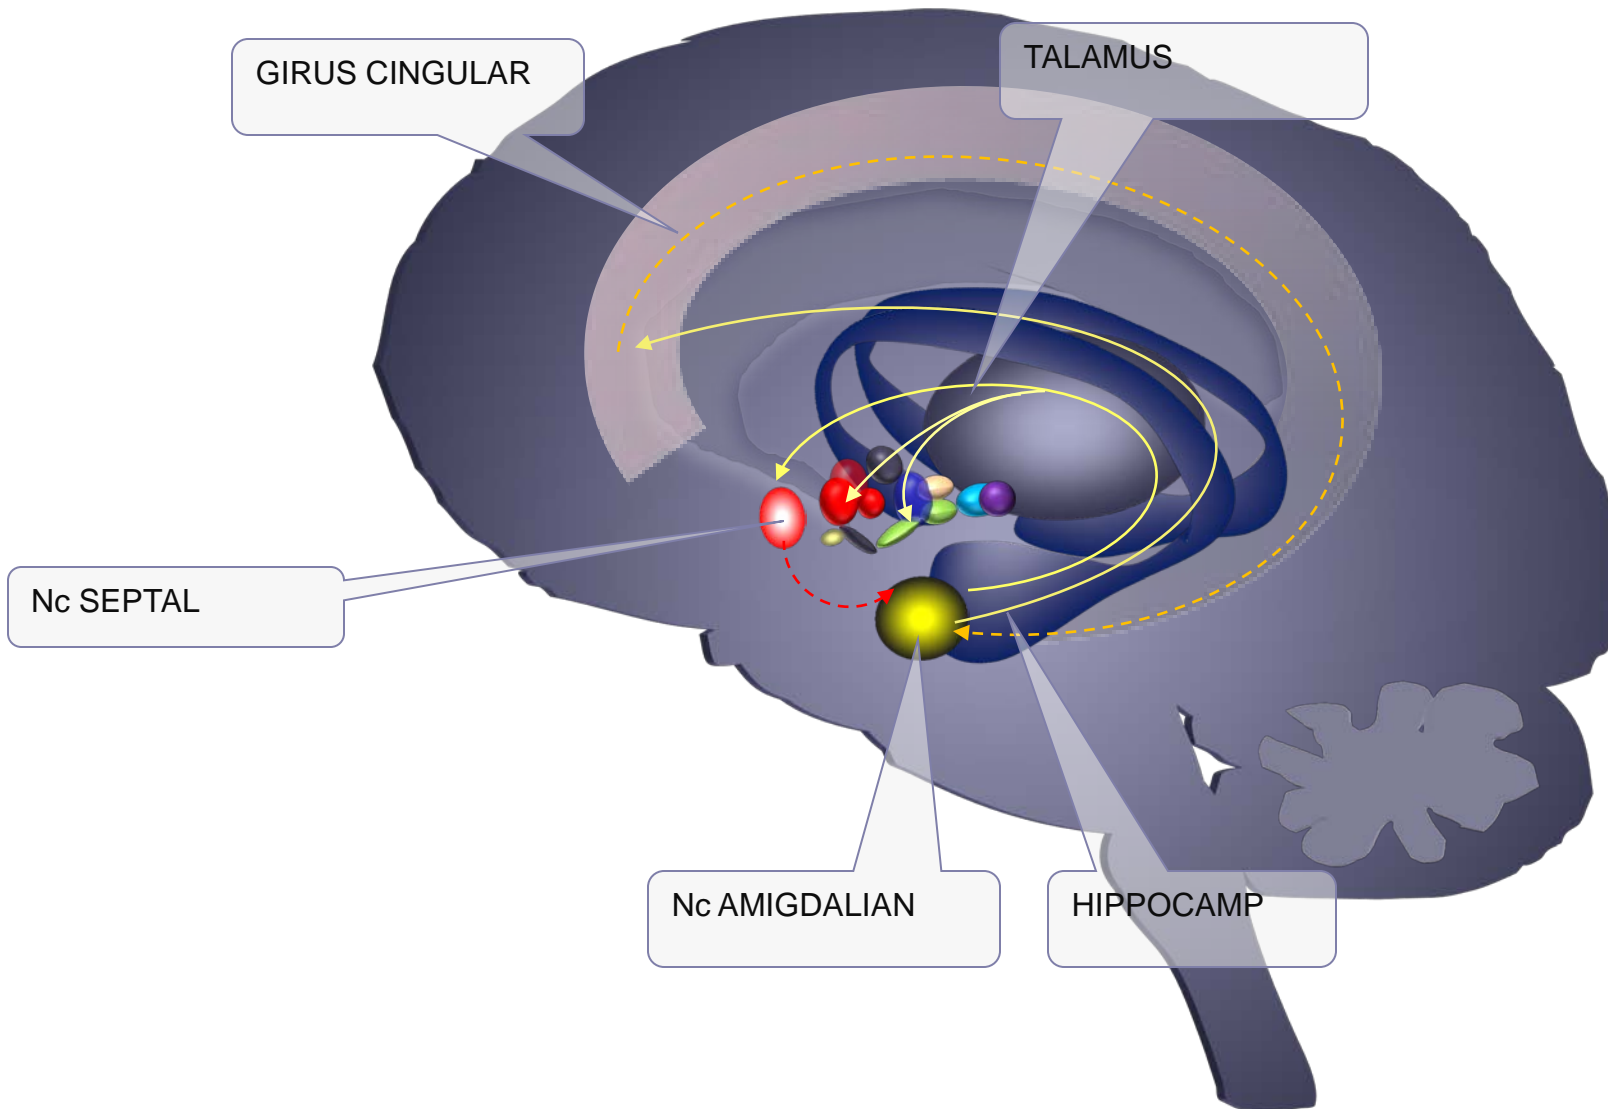 GIRUS CINGULAR
TALAMUS
Nc SEPTAL
Nc AMIGDALIAN
HIPPOCAMP